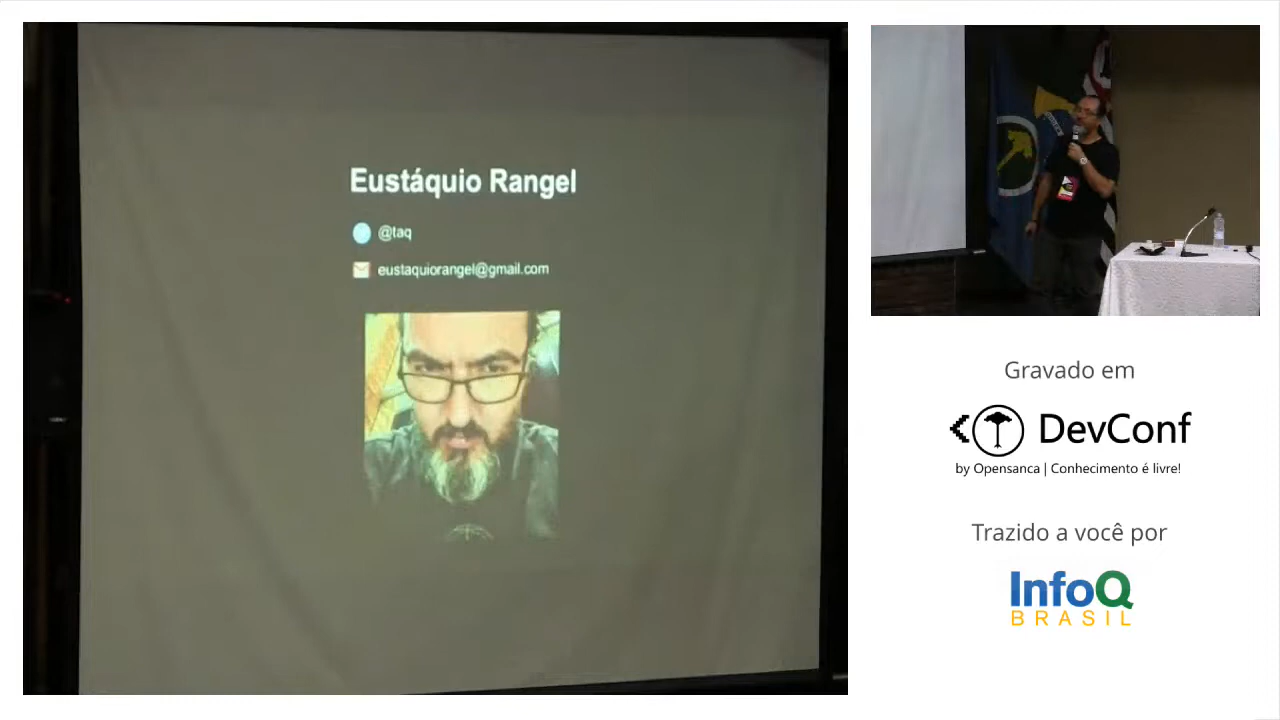 Eustáquio Rangel
@taq
eustaquiorangel@gmail.com
Gravado em
DevConf
by Opensanca | Conhecimento é livre!
Trazido a você por
InfoQ
BRASIL